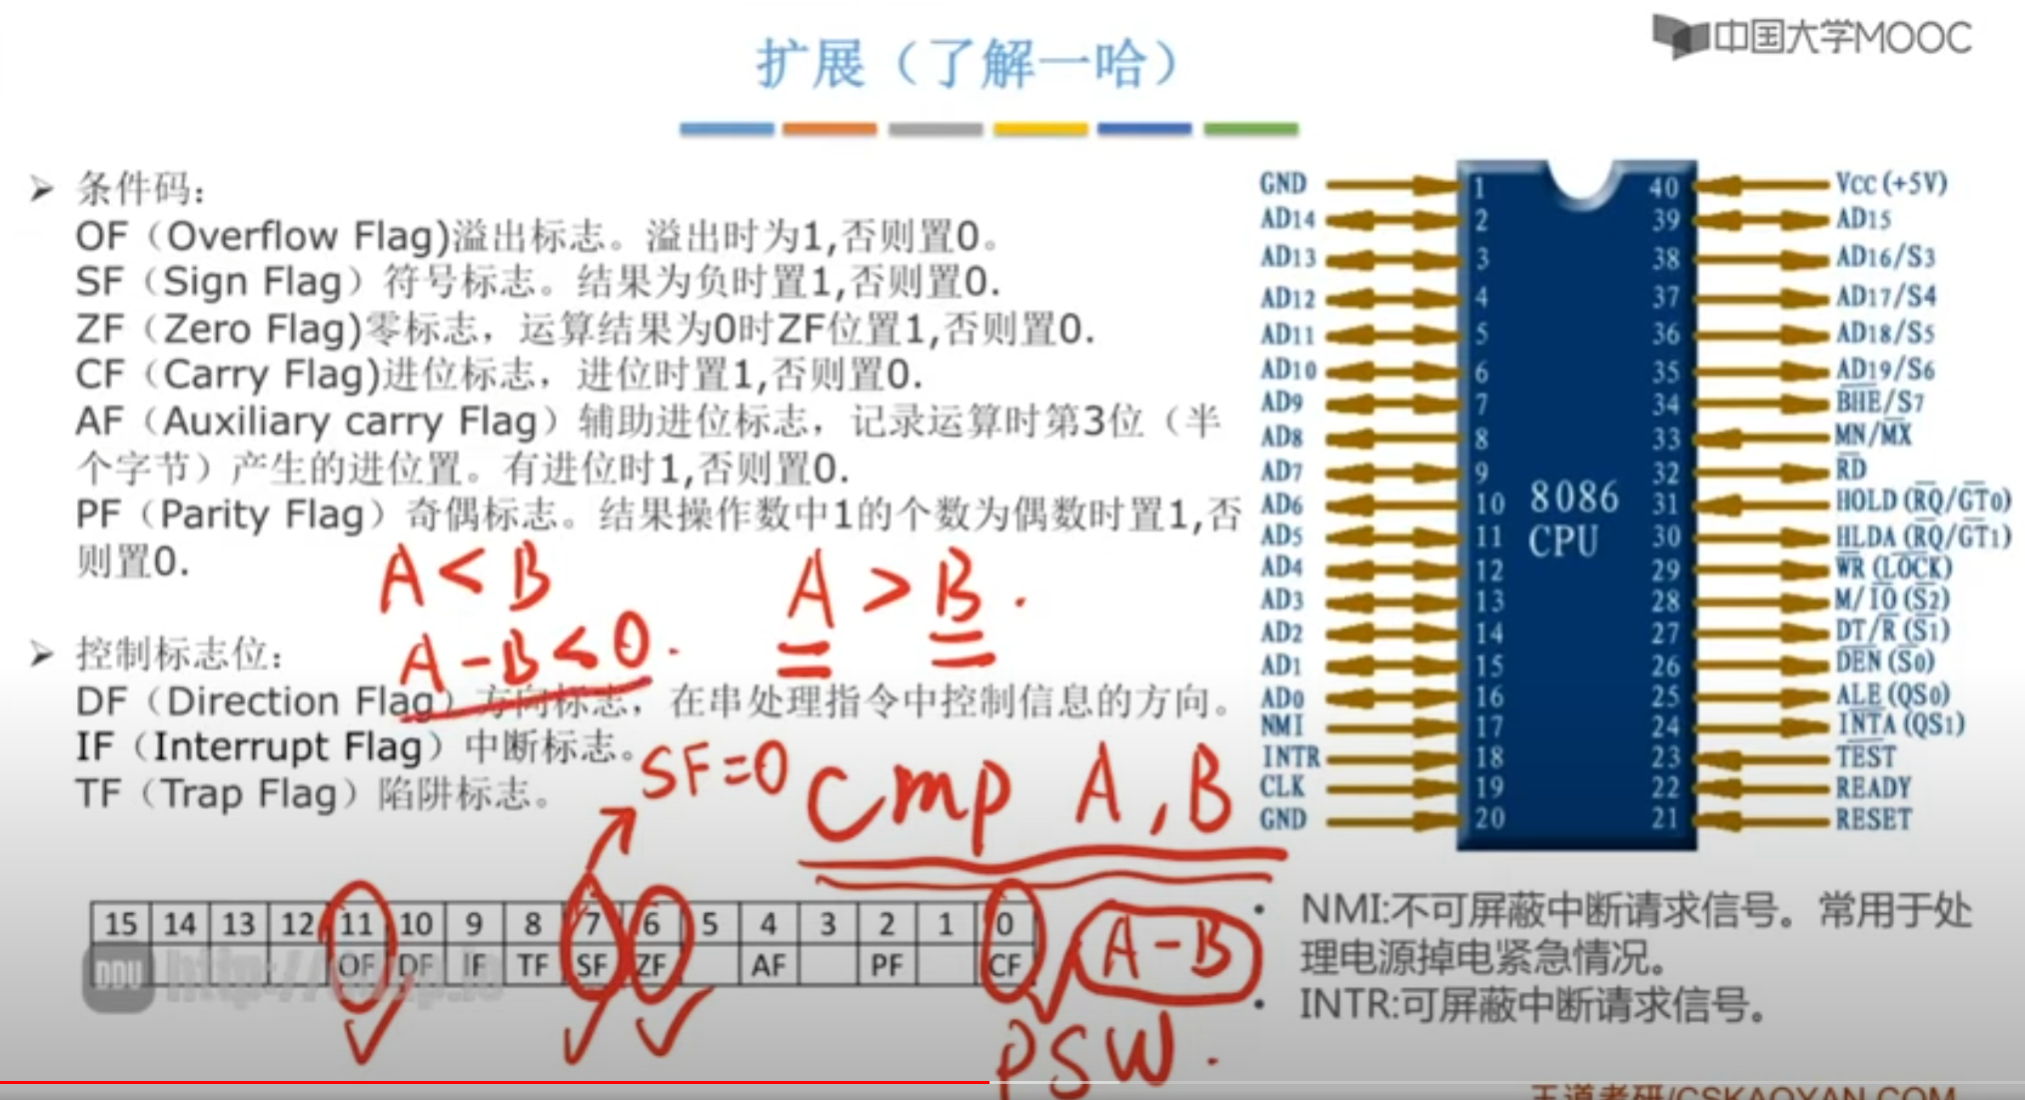 中国大学MOOC
扩展（了解一哈）
➢ 条件码：
OF（Overflow Flag)溢出标志。溢出时为1,否则置0。
SF（Sign Flag）符号标志。结果为负时置1,否则置0.
ZF（Zero Flag)零标志，运算结果为0时ZF位置1,否则置0.
CF（Carry Flag)进位标志，进位时置1,否则置0.
AF（Auxiliary carry Flag）辅助进位标志，记录运算时第3位（半
个字节）产生的进位置。有进位时1,否则置0.
PF（Parity Flag）奇偶标志。结果操作数中1的个数为偶数时置1,否
则置0.
A < B
A > B .
A - B < 0 .
➢ 控制标志位：
DF（Direction Flag）方向标志，在串处理指令中控制信息的方向。
IF（Interrupt Flag）中断标志。
TF（Trap Flag）陷阱标志。
SF=0
cmp A , B
15 14 13 12 11 10 9 8 7 6 5 4 3 2 1 0
OF DF IF TF SF ZF AF PF CF
A - B
PSW .
GND 1 40 Vcc (+5V)
AD14 2 39 AD15
AD13 3 38 AD16/S3
AD12 4 37 AD17/S4
AD11 5 36 AD18/S5
AD10 6 35 AD19/S6
AD9 7 34 BHE/S7
AD8 8 33 MN/MX
AD7 9 32 RD
AD6 10 31 HOLD (RQ/GT0)
AD5 11 30 HLDA (RQ/GT1)
AD4 12 29 WR (LOCK)
AD3 13 28 M/IO (S2)
AD2 14 27 DT/R (S1)
AD1 15 26 DEN (S0)
AD0 16 25 ALE (QS0)
NMI 17 24 INTA (QS1)
INTR 18 23 TEST
CLK 19 22 READY
GND 20 21 RESET
8086
CPU
• NMI:不可屏蔽中断请求信号。常用于处
理电源掉电紧急情况。
• INTR:可屏蔽中断请求信号。
王道考研/CSKAOYAN.COM